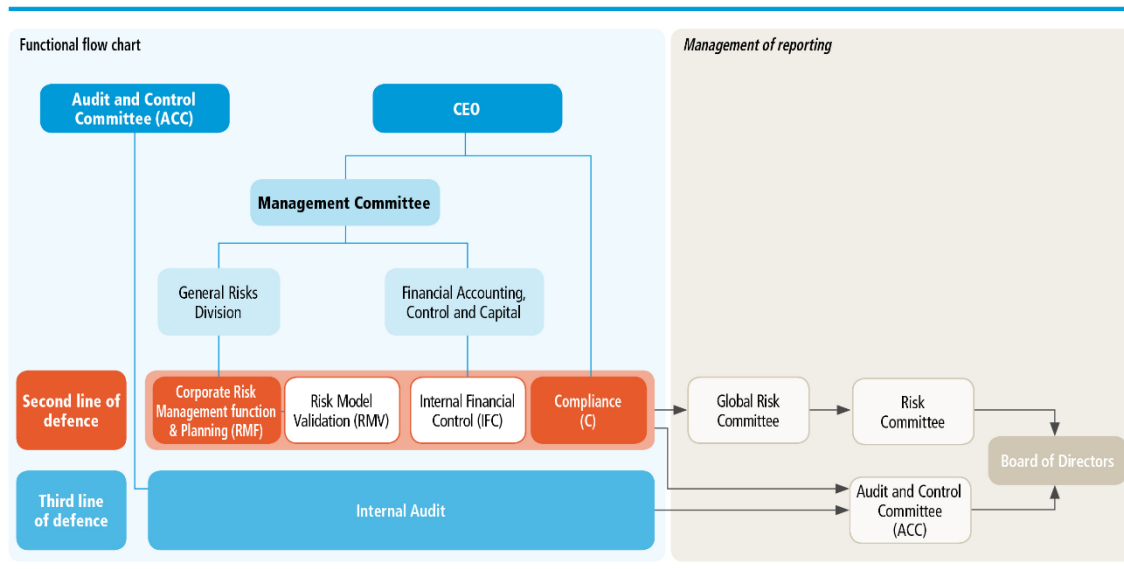 Functional flow chart
Management of reporting
Audit and Control
Committee (ACC)
CEO
Management Committee
General Risks
Division
Financial Accounting,
Control and Capital
Second line of
defence
Corporate Risk
Management function
& Planning (RMF)
Risk Model
Validation (RMV)
Internal Financial
Control (IFC)
Compliance
(C)
Global Risk
Committee
Risk
Committee
Board of Directors
Third line
of defence
Internal Audit
Audit and Control
Committee
(ACC)